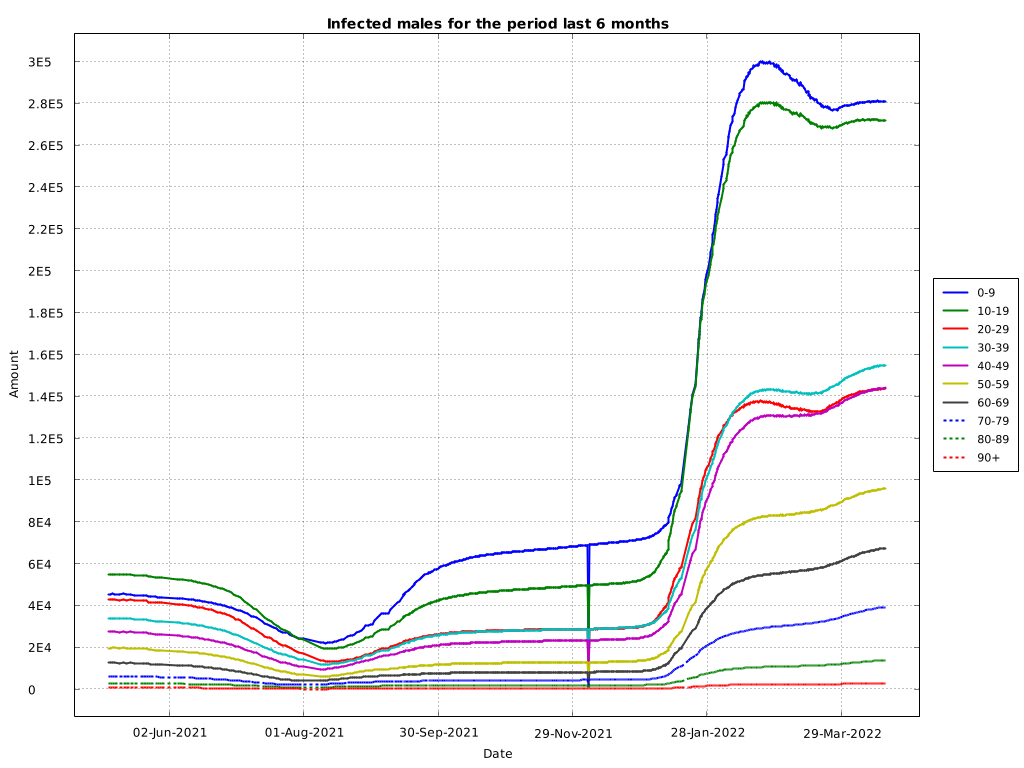 Infected males for the period last 6 months
3E5
2.8E5
2.6E5
2.4E5
2.2E5
2E5
1.8E5
1.6E5
1.4E5
1.2E5
1E5
8E4
6E4
4E4
2E4
0
Amount
02-Jun-2021
01-Aug-2021
30-Sep-2021
29-Nov-2021
28-Jan-2022
29-Mar-2022
Date
0-9
10-19
20-29
30-39
40-49
50-59
60-69
70-79
80-89
90+